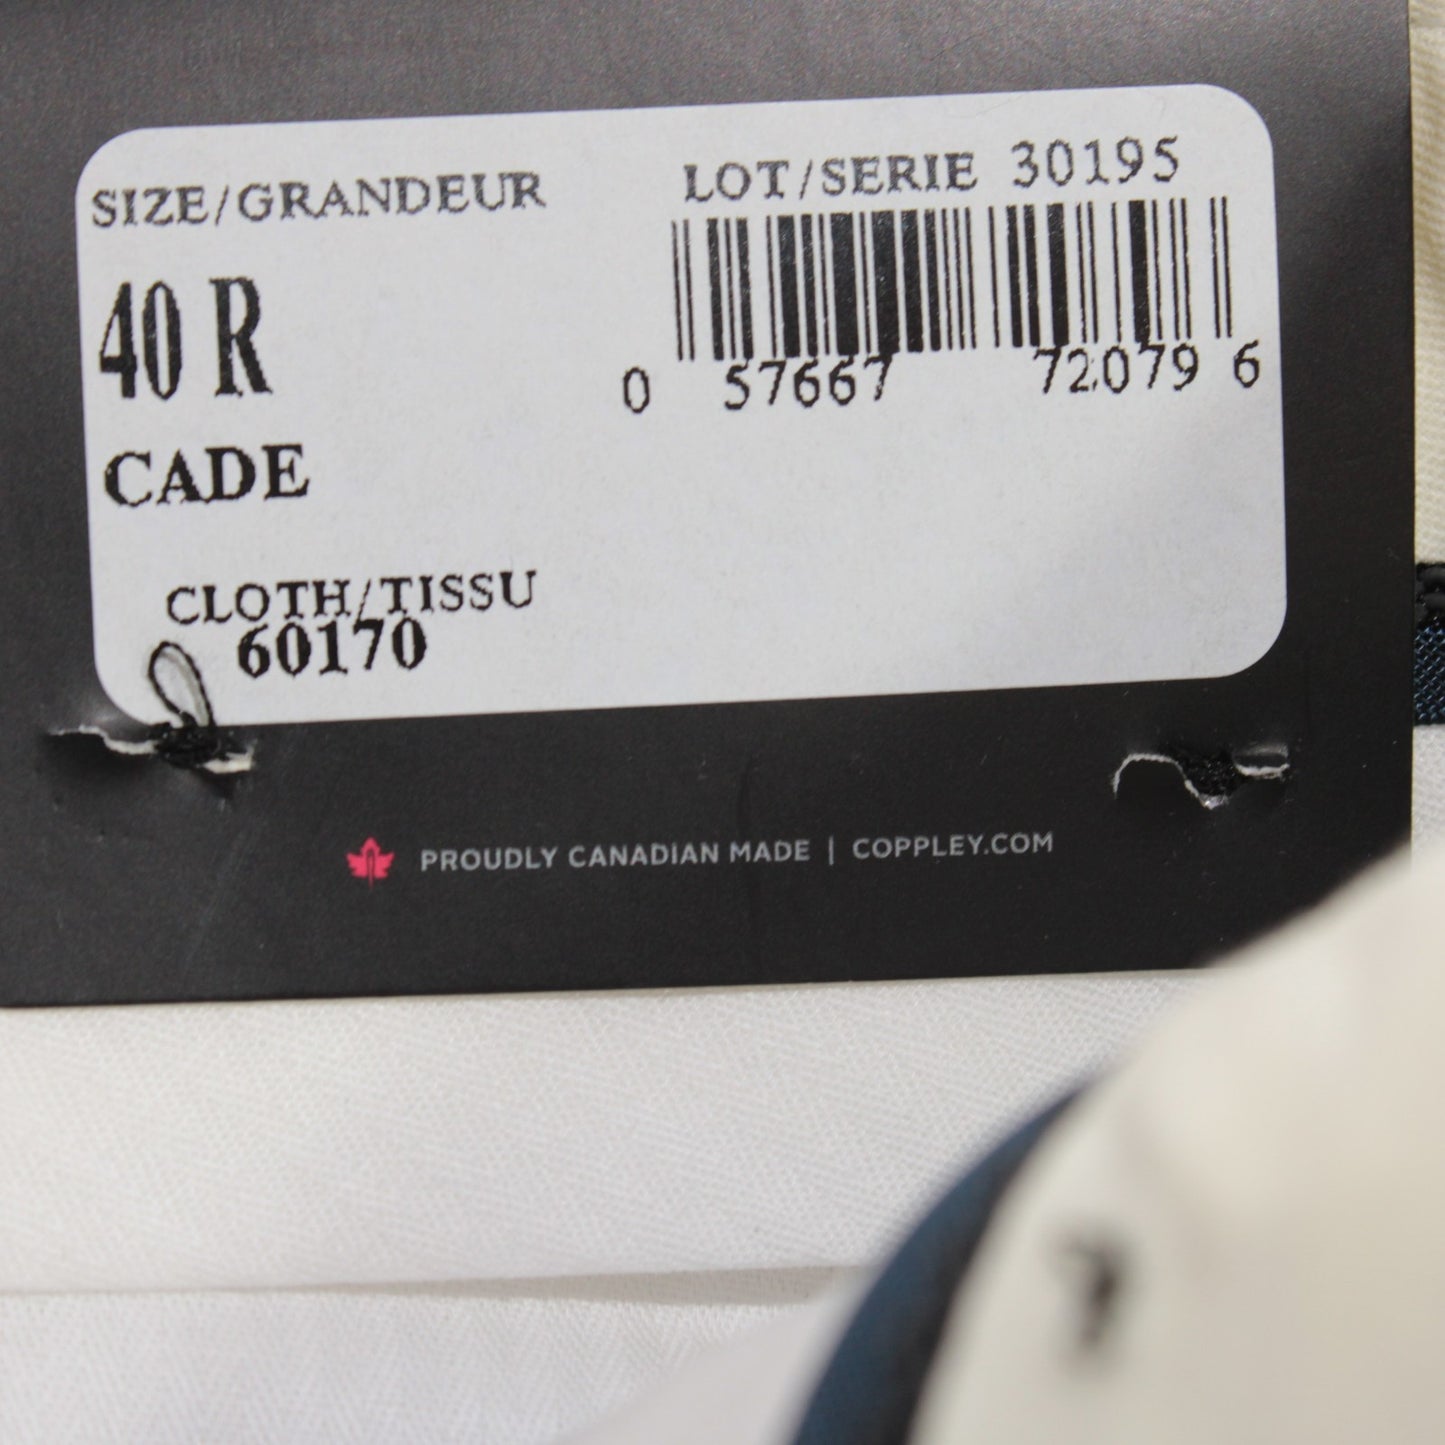 SIZE/GRANDEUR
LOT/SERIE 30195
40 R
0 57667 72079 6
CADE
CLOTH/TISSU
60170
PROUDLY CANADIAN MADE | COPPLEY.COM